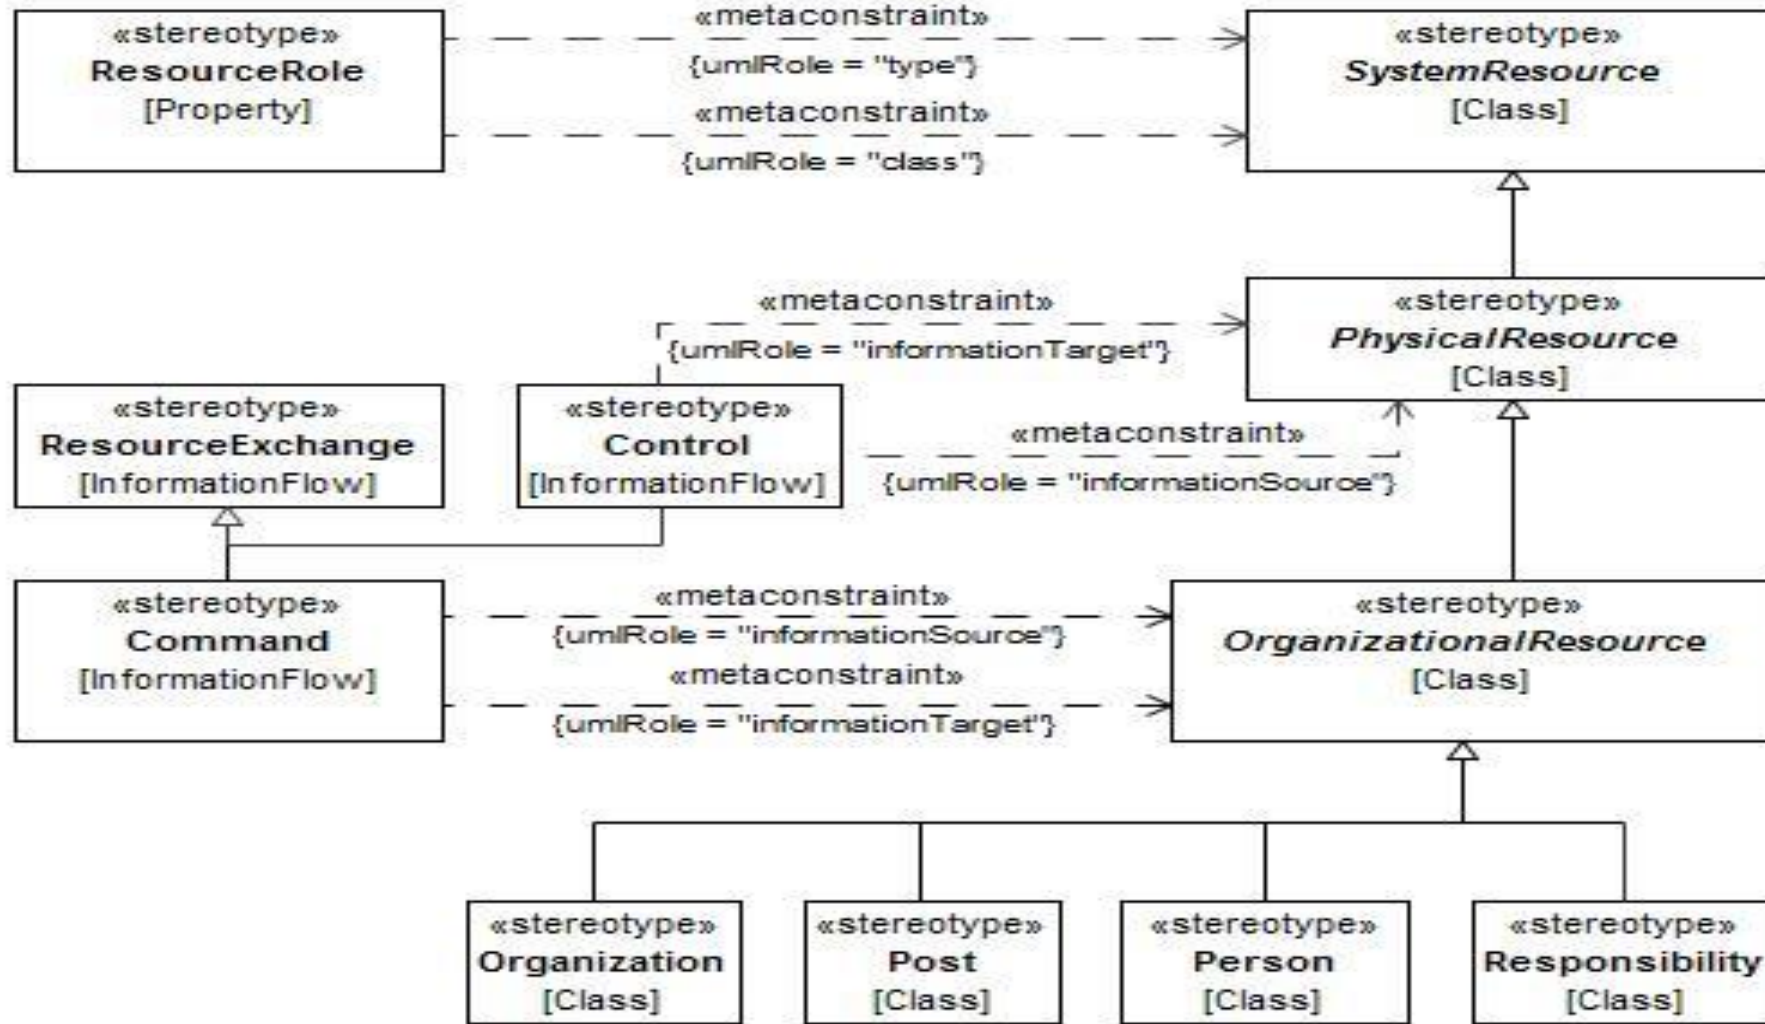 «stereotype»
ResourceRole
[Property]
«metaconstraint»
{umlRole = "type"}
«metaconstraint»
{umlRole = "class"}
«stereotype»
SystemResource
[Class]
«metaconstraint»
{umlRole = "informationTarget"}
«stereotype»
PhysicalResource
[Class]
«stereotype»
ResourceExchange
[InformationFlow]
«stereotype»
Control
[InformationFlow]
«metaconstraint»
{umlRole = "informationSource"}
«stereotype»
Command
[InformationFlow]
«metaconstraint»
{umlRole = "informationSource"}
«metaconstraint»
{umlRole = "informationTarget"}
«stereotype»
OrganizationalResource
[Class]
«stereotype»
Organization
[Class]
«stereotype»
Post
[Class]
«stereotype»
Person
[Class]
«stereotype»
Responsibility
[Class]